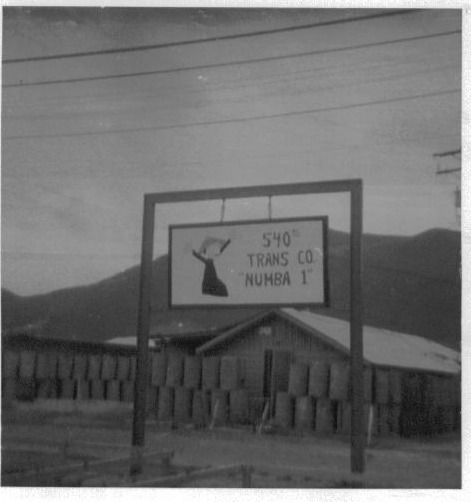 540th
TRANS CO.
"NUMBA 1"